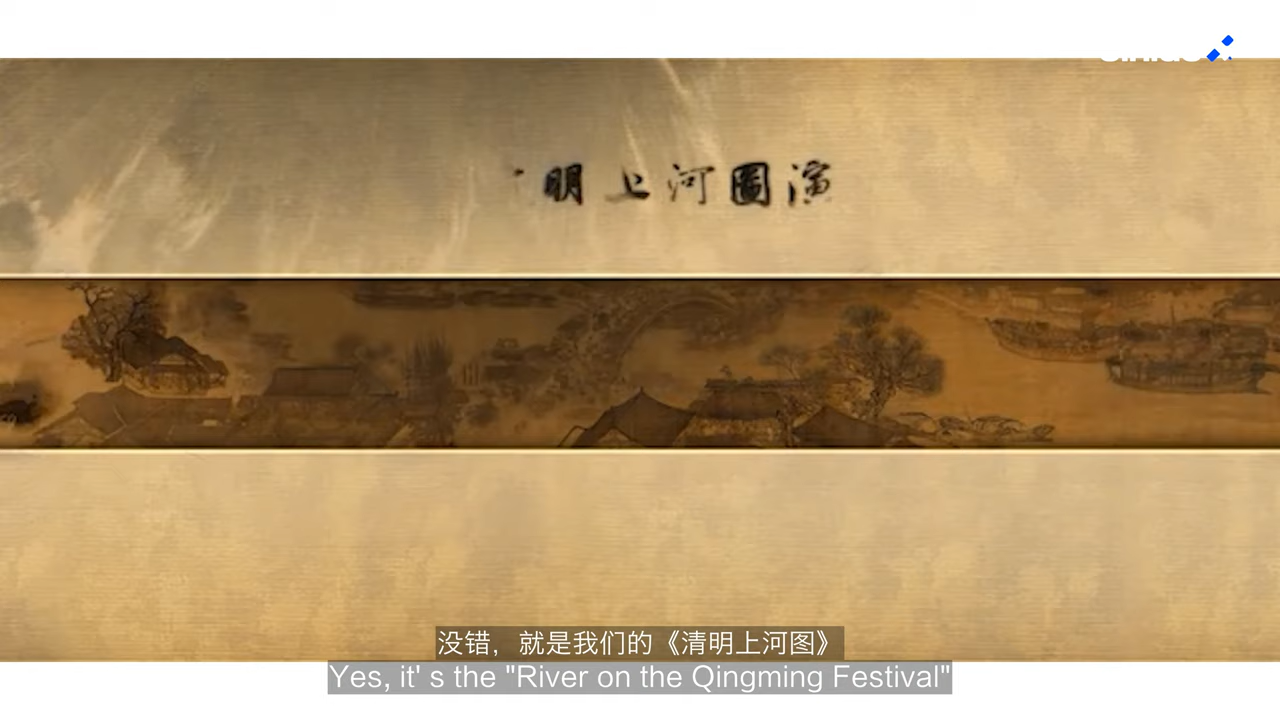 明上河圖演
没错，就是我们的《清明上河图》
Yes, it' s the "River on the Qingming Festival"